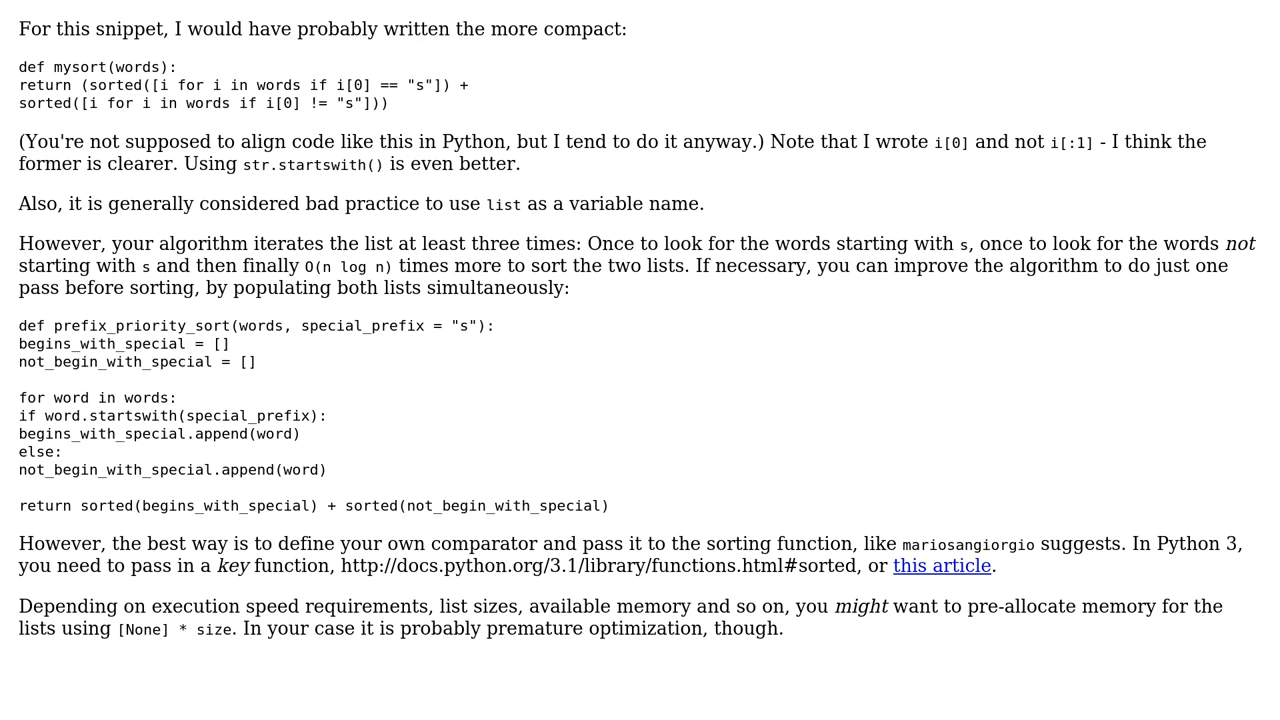 For this snippet, I would have probably written the more compact:
def mysort(words):
return (sorted([i for i in words if i[0] == "s"]) +
sorted([i for i in words if i[0] != "s"]))
(You're not supposed to align code like this in Python, but I tend to do it anyway.) Note that I wrote i[0] and not i[:1] - I think the
former is clearer. Using str.startswith() is even better.
Also, it is generally considered bad practice to use list as a variable name.
However, your algorithm iterates the list at least three times: Once to look for the words starting with s, once to look for the words not
starting with s and then finally O(n log n) times more to sort the two lists. If necessary, you can improve the algorithm to do just one
pass before sorting, by populating both lists simultaneously:
def prefix_priority_sort(words, special_prefix = "s"):
begins_with_special = []
not_begin_with_special = []
for word in words:
if word.startswith(special_prefix):
begins_with_special.append(word)
else:
not_begin_with_special.append(word)
return sorted(begins_with_special) + sorted(not_begin_with_special)
However, the best way is to define your own comparator and pass it to the sorting function, like mariosangiorgio suggests. In Python 3,
you need to pass in a key function, http://docs.python.org/3.1/library/functions.html#sorted, or this article.
Depending on execution speed requirements, list sizes, available memory and so on, you might want to pre-allocate memory for the
lists using [None] * size. In your case it is probably premature optimization, though.